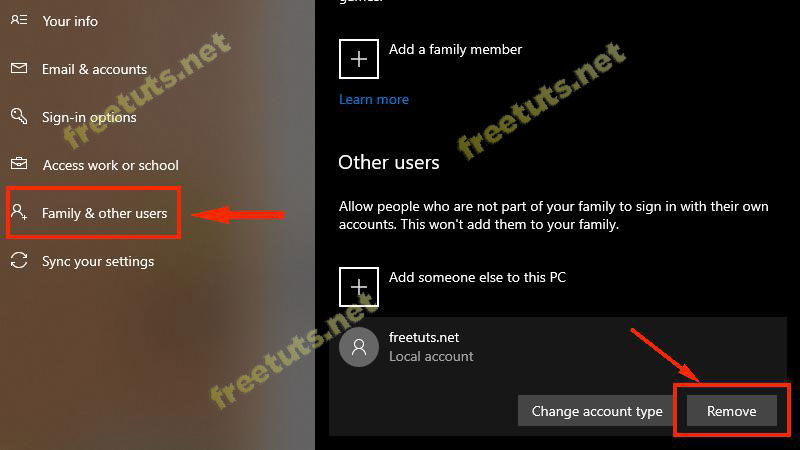 Your info
Email & accounts
Sign-in options
Access work or school
Family & other users
Sync your settings
Add a family member
Learn more
Other users
Allow people who are not part of your family to sign in with their own
accounts. This won't add them to your family.
Add someone else to this PC
freetuts.net
Local account
Change account type
Remove
freetuts.net
freetuts.net
freetuts.net